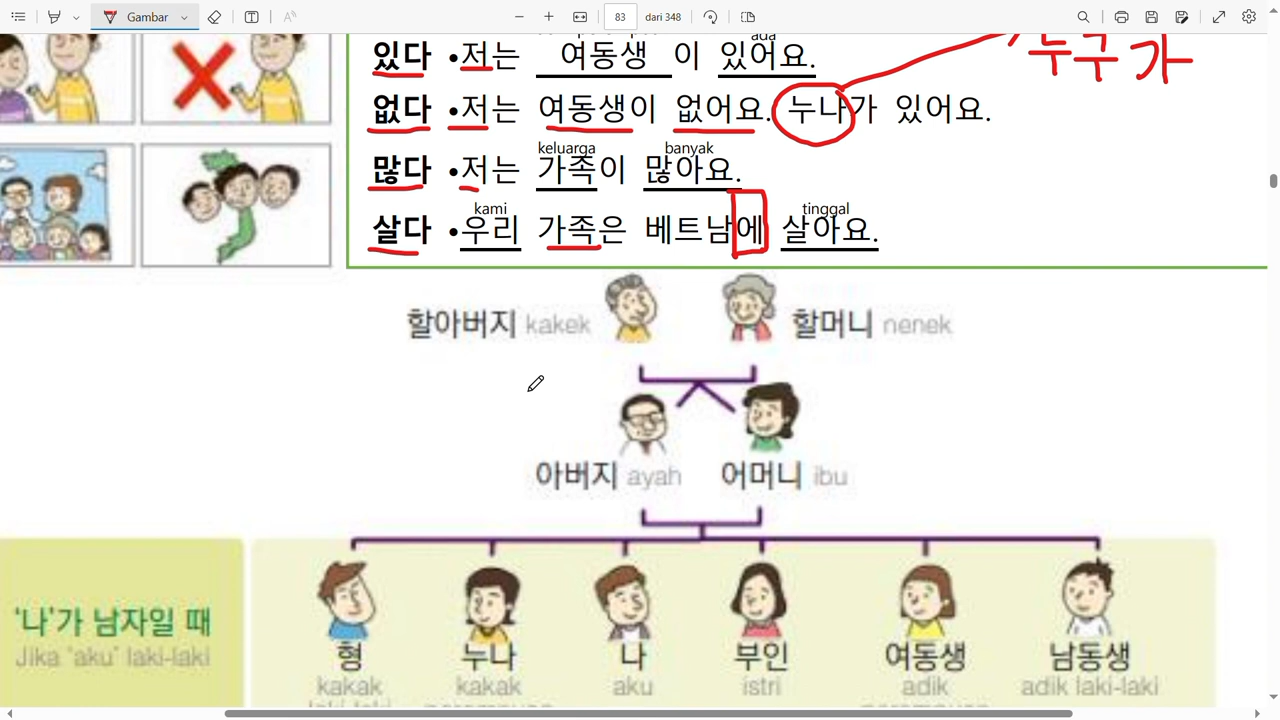 Gambar
83 dari 348
ada
있다 •저는 여동생 이 있어요.
누구가
없다 •저는 여동생이 없어요. 누나가 있어요.
keluarga banyak
많다 •저는 가족이 많아요.
kami tinggal
살다 •우리 가족은 베트남에 살아요.
할아버지 kakek 할머니 nenek
아버지 ayah 어머니 ibu
'나'가 남자일 때
Jika 'aku' laki-laki
형 누나 나 부인 여동생 남동생
kakak kakak aku istri adik adik laki-laki
laki-laki perempuan perempuan